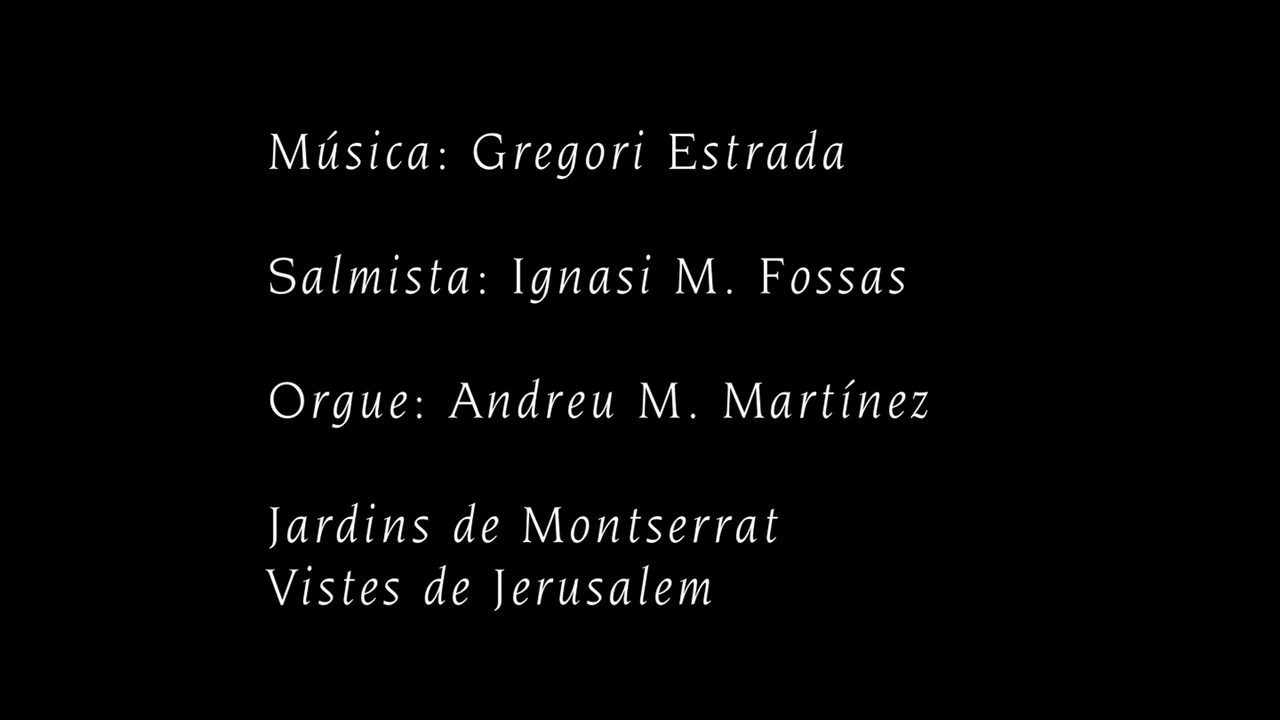 Música: Gregori Estrada
Salmista: Ignasi M. Fossas
Orgue: Andreu M. Martínez
Jardins de Montserrat
Vistes de Jerusalem